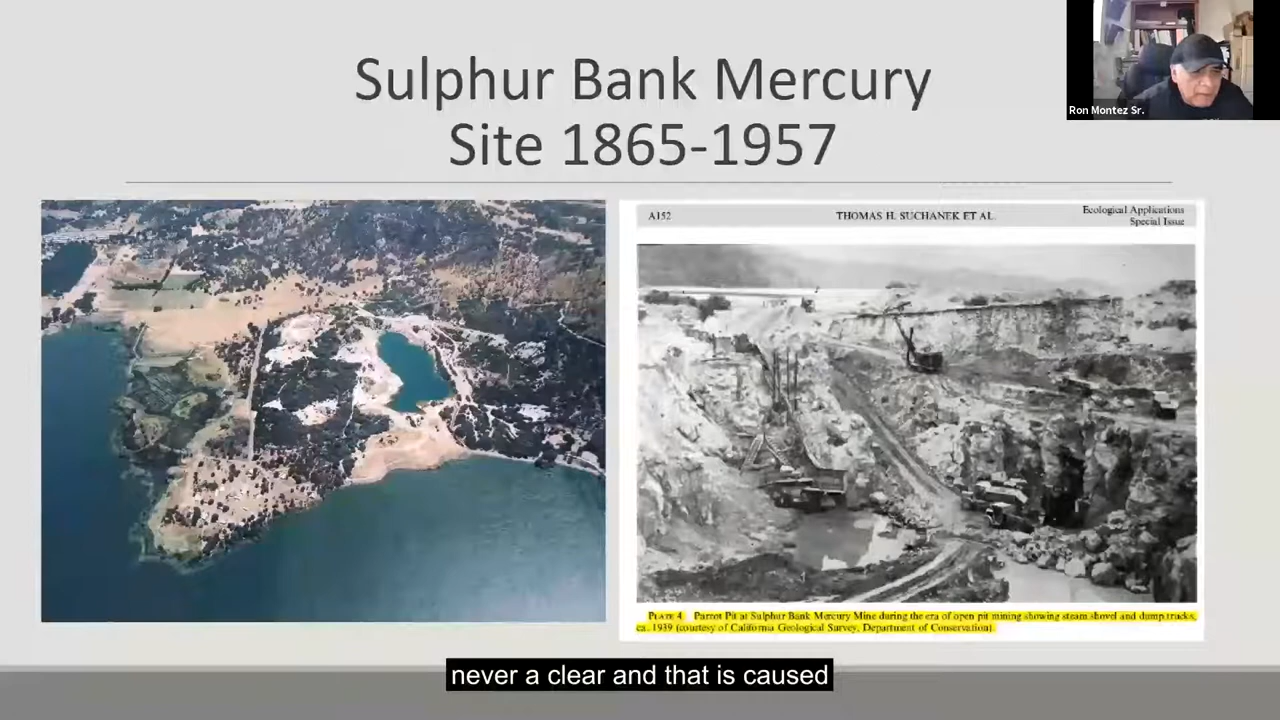 Sulphur Bank Mercury
Site 1865-1957
Ron Montez Sr.
A152
THOMAS H. SUCHANEK ET AL.
Ecological Applications
Special Issue
PLATE 4. Parrot Pit at Sulphur Bank Mercury Mine during the era of open pit mining showing steam shovel and dump trucks,
ca. 1939 (courtesy of California Geological Survey, Department of Conservation).
never a clear and that is caused